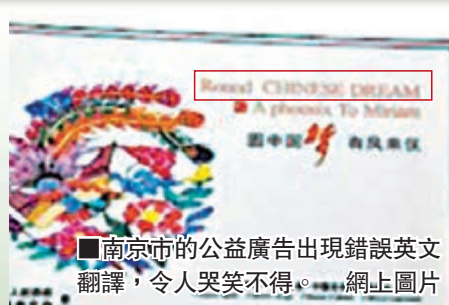 Round CHINESE DREAM
A phoenix To Miriam
圆中国梦 有凤来仪
■南京市的公益廣告出現錯誤英文
翻譯，令人哭笑不得。 網上圖片